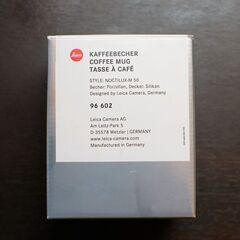 Leica
KAFFEEBECHER
COFFEE MUG
TASSE À CAFÉ
STYLE: NOCTILUX-M 50
Becher: Porzellan, Deckel: Silikan
Designed by Leica Camera, Germany
96 602
Leica Camera AG
Am Leitz-Park 5
D-35578 Wetzlar | GERMANY
www.leica-camera.com
Manufactured in Germany